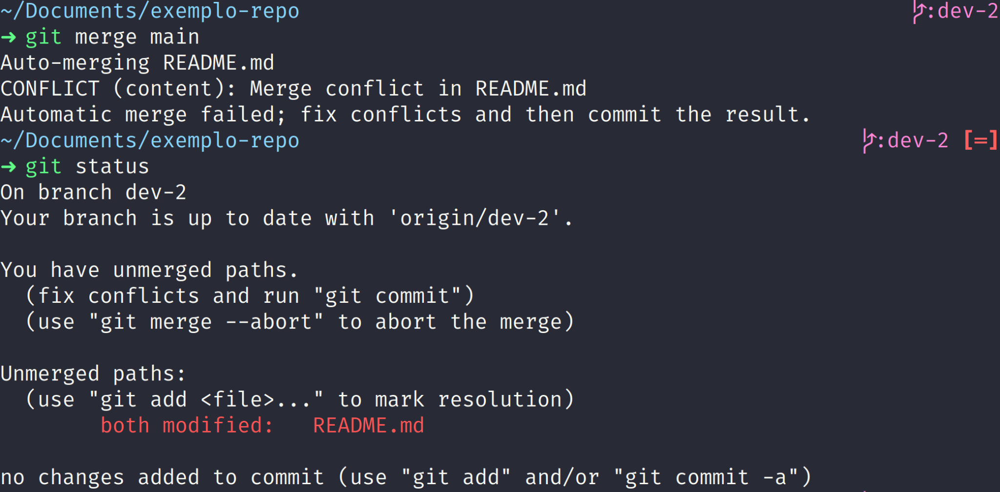 ~/Documents/exemplo-repo :dev-2
➜ git merge main
Auto-merging README.md
CONFLICT (content): Merge conflict in README.md
Automatic merge failed; fix conflicts and then commit the result.
~/Documents/exemplo-repo :dev-2 [=]
➜ git status
On branch dev-2
Your branch is up to date with 'origin/dev-2'.

You have unmerged paths.
  (fix conflicts and run "git commit")
  (use "git merge --abort" to abort the merge)

Unmerged paths:
  (use "git add <file>..." to mark resolution)
        both modified:   README.md

no changes added to commit (use "git add" and/or "git commit -a")